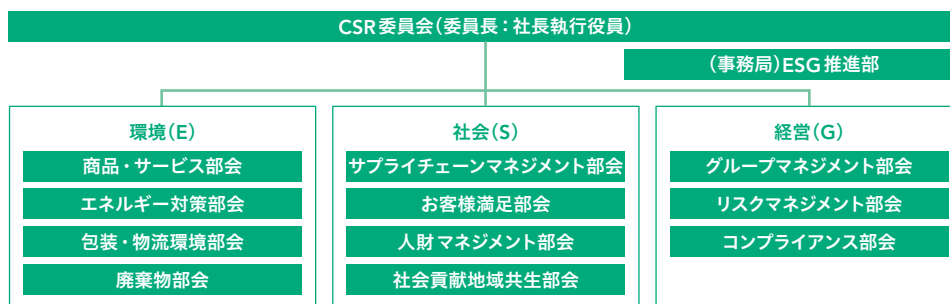 CSR委員会(委員長:社長執行役員)
(事務局)ESG推進部
環境(E)
商品・サービス部会
エネルギー対策部会
包装・物流環境部会
廃棄物部会
社会(S)
サプライチェーンマネジメント部会
お客様満足部会
人財マネジメント部会
社会貢献地域共生部会
経営(G)
グループマネジメント部会
リスクマネジメント部会
コンプライアンス部会